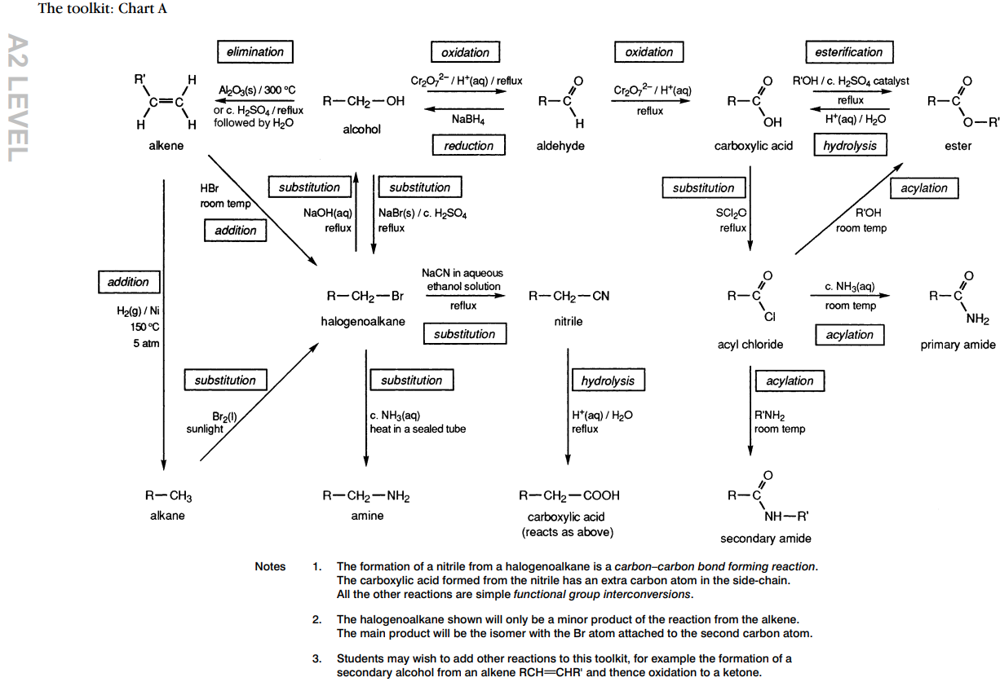 The toolkit: Chart A
A2 LEVEL
elimination
oxidation
oxidation
esterification
R' H
C=C
H H
alkene
Al₂O₃(s) / 300 °C
or c. H₂SO₄ / reflux
followed by H₂O
R—CH₂—OH
alcohol
Cr₂O₇²⁻ / H⁺(aq) / reflux
NaBH₄
reduction
R—C
O
H
aldehyde
Cr₂O₇²⁻ / H⁺(aq)
reflux
R—C
O
OH
carboxylic acid
R'OH / c. H₂SO₄ catalyst
reflux
H⁺(aq) / H₂O
hydrolysis
R—C
O
O—R'
ester
HBr
room temp
addition
substitution
NaOH(aq)
reflux
substitution
NaBr(s) / c. H₂SO₄
reflux
substitution
SCl₂O
reflux
acylation
R'OH
room temp
addition
H₂(g) / Ni
150 °C
5 atm
R—CH₂—Br
halogenoalkane
NaCN in aqueous
ethanol solution
reflux
substitution
R—CH₂—CN
nitrile
R—C
O
Cl
acyl chloride
c. NH₃(aq)
room temp
acylation
R—C
O
NH₂
primary amide
substitution
Br₂(l)
sunlight
substitution
c. NH₃(aq)
heat in a sealed tube
hydrolysis
H⁺(aq) / H₂O
reflux
acylation
R'NH₂
room temp
R—CH₃
alkane
R—CH₂—NH₂
amine
R—CH₂—COOH
carboxylic acid
(reacts as above)
R—C
O
NH—R'
secondary amide
Notes 1. The formation of a nitrile from a halogenoalkane is a carbon–carbon bond forming reaction.
The carboxylic acid formed from the nitrile has an extra carbon atom in the side-chain.
All the other reactions are simple functional group interconversions.
2. The halogenoalkane shown will only be a minor product of the reaction from the alkene.
The main product will be the isomer with the Br atom attached to the second carbon atom.
3. Students may wish to add other reactions to this toolkit, for example the formation of a
secondary alcohol from an alkene RCH=CHR' and thence oxidation to a ketone.